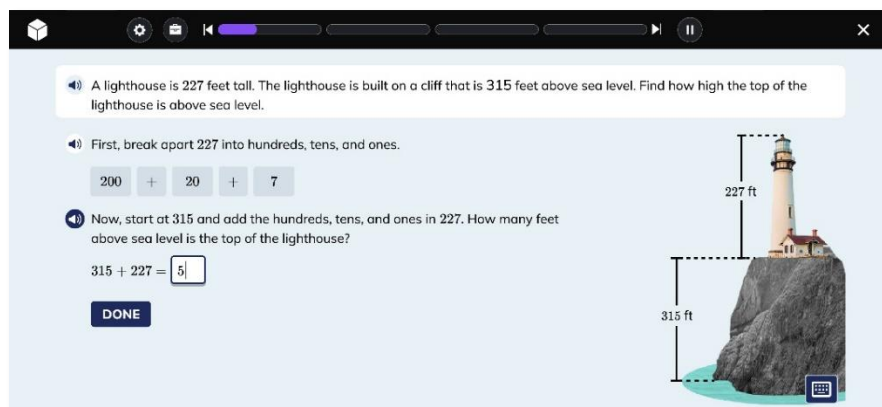 A lighthouse is 227 feet tall. The lighthouse is built on a cliff that is 315 feet above sea level. Find how high the top of the
lighthouse is above sea level.
First, break apart 227 into hundreds, tens, and ones.
200 + 20 + 7
Now, start at 315 and add the hundreds, tens, and ones in 227. How many feet
above sea level is the top of the lighthouse?
315 + 227 = 5
DONE
227 ft
315 ft